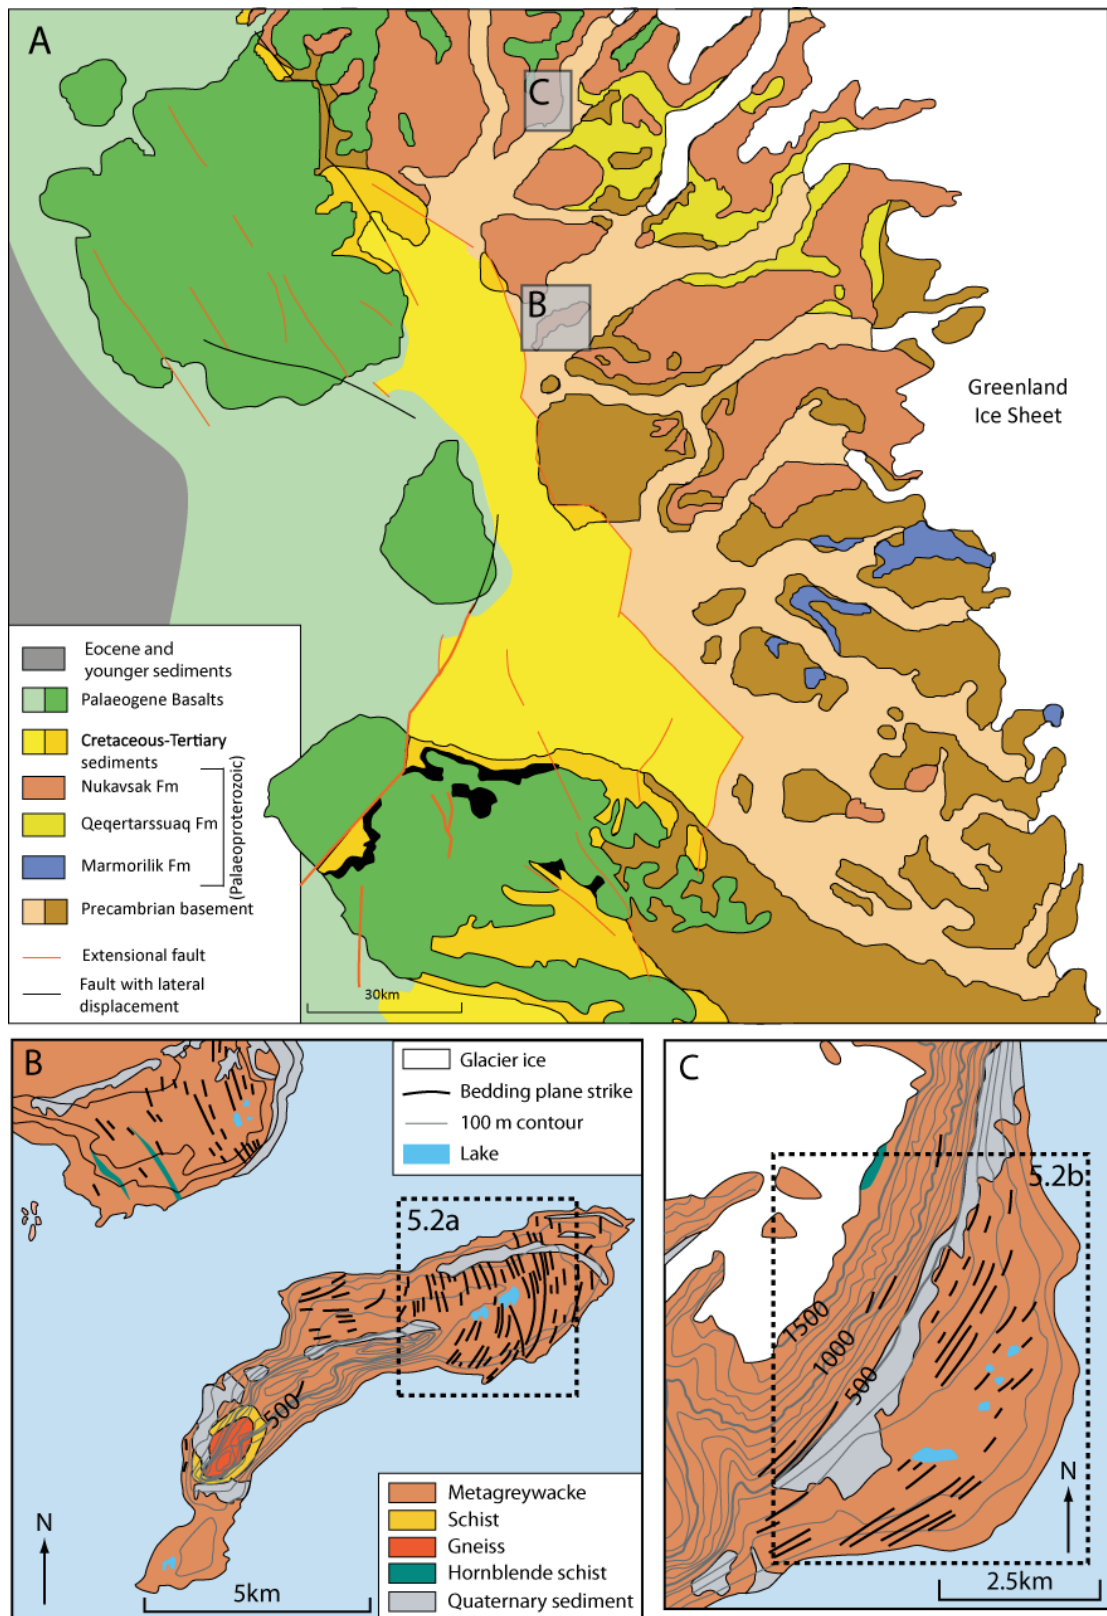 A
C
B
Greenland
Ice Sheet
Eocene and
younger sediments
Palaeogene Basalts
Cretaceous-Tertiary
sediments
Nukavsak Fm
Qeqertarssuaq Fm
Marmorilik Fm
(Palaeoproterozoic)
Precambrian basement
Extensional fault
Fault with lateral
displacement
30km
B
Glacier ice
Bedding plane strike
100 m contour
Lake
5.2a
500
Metagreywacke
Schist
Gneiss
Hornblende schist
Quaternary sediment
N
5km
C
5.2b
1500
1000
500
N
2.5km